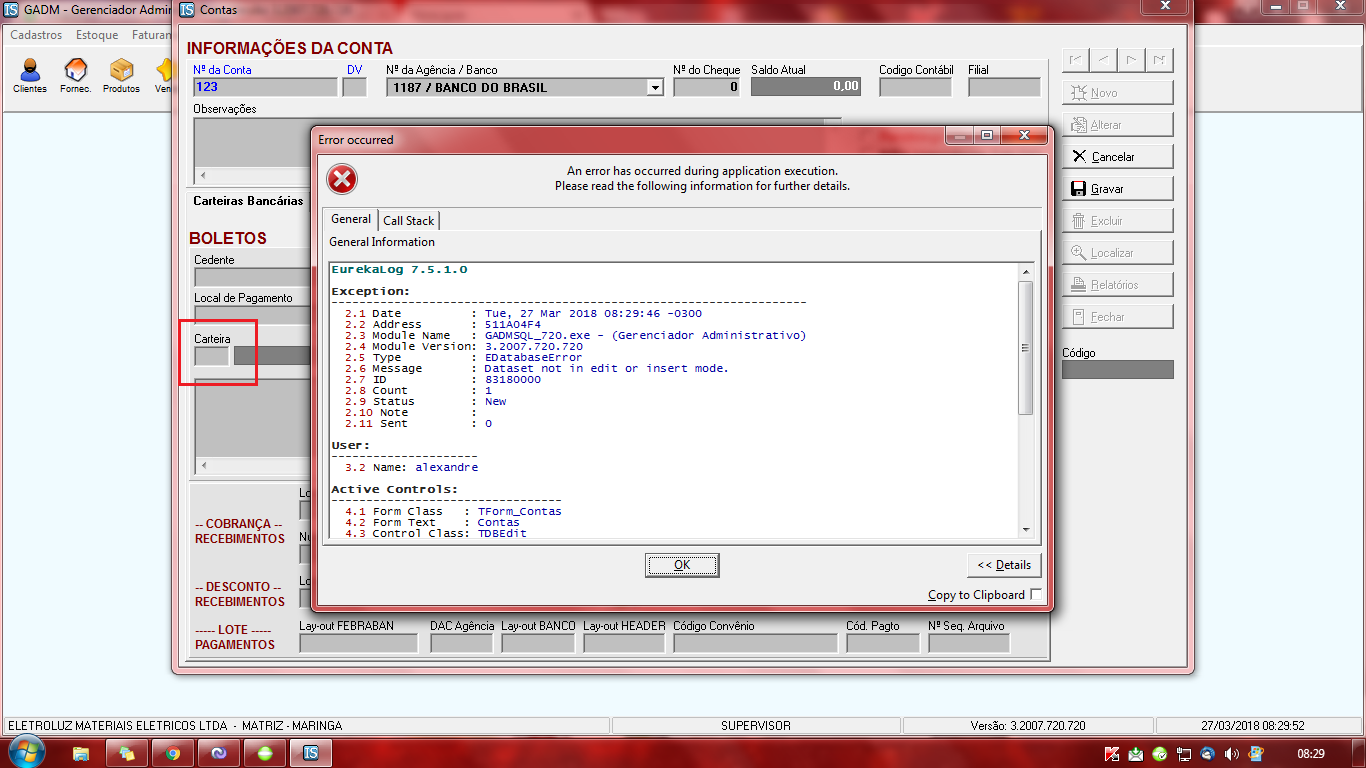 GADM - Gerenciador Admin
Contas
Cadastros Estoque
INFORMAÇÕES DA CONTA
Clientes Fornec. Produtos
Nº da Conta DV Nº da Agência / Banco Nº do Cheque Saldo Atual Codigo Contábil Filial
123 1187 / BANCO DO BRASIL 0 0,00
Observações
Novo
Alterar
Cancelar
Gravar
Excluir
Localizar
Relatórios
Fechar
Código
Carteiras Bancárias
BOLETOS
Cedente
Local de Pagamento
Carteira
Error occurred
An error has occurred during application execution.
Please read the following information for further details.
General Call Stack
General Information
EurekaLog 7.5.1.0
Exception:
-------------------------------------------------------------------
2.1 Date : Tue, 27 Mar 2018 08:29:46 -0300
2.2 Address : 511A04F4
2.3 Module Name : GADMSQL_720.exe - (Gerenciador Administrativo)
2.4 Module Version: 3.2007.720.720
2.5 Type : EDatabaseError
2.6 Message : Dataset not in edit or insert mode.
2.7 ID : 83180000
2.8 Count : 1
2.9 Status : New
2.10 Note :
2.11 Sent : 0
User:
---------------------
3.2 Name: alexandre
Active Controls:
---------------------------------
4.1 Form Class : TForm_Contas
4.2 Form Text : Contas
4.3 Control Class: TDBEdit
OK << Details
Copy to Clipboard
-- COBRANÇA --
RECEBIMENTOS
-- DESCONTO --
RECEBIMENTOS
----- LOTE -----
PAGAMENTOS
Lay-out FEBRABAN DAC Agência Lay-out BANCO Lay-out HEADER Código Convênio Cód. Pagto Nº Seq. Arquivo
ELETROLUZ MATERIAIS ELETRICOS LTDA - MATRIZ - MARINGA SUPERVISOR Versão: 3.2007.720.720 27/03/2018 08:29:52
08:29